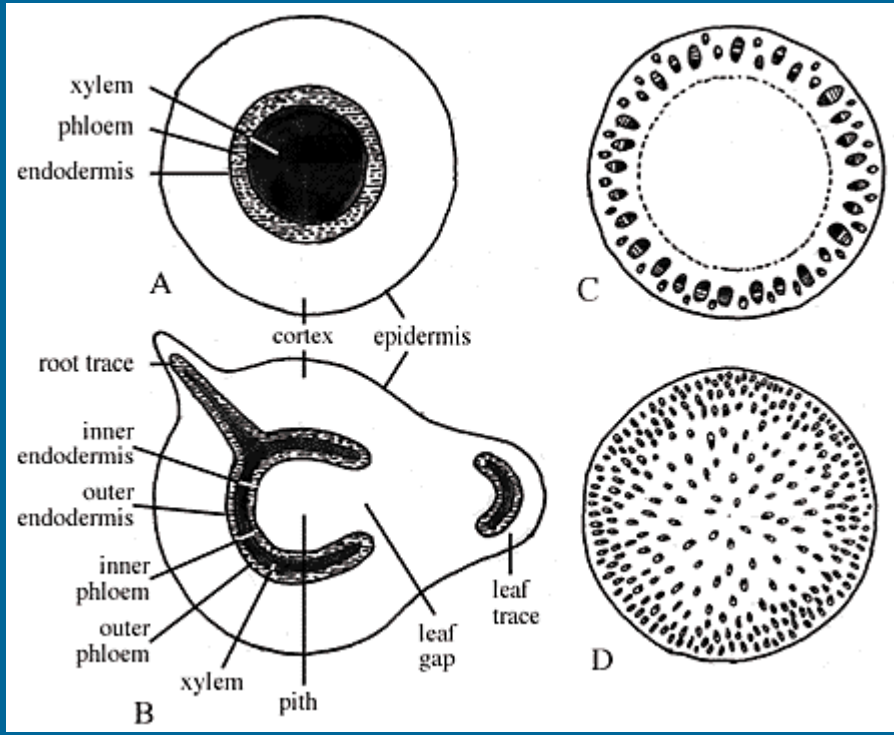 xylem
phloem
endodermis
A
C
cortex
epidermis
root trace
inner
endodermis
outer
endodermis
inner
phloem
outer
phloem
xylem
pith
leaf
gap
leaf
trace
B
D